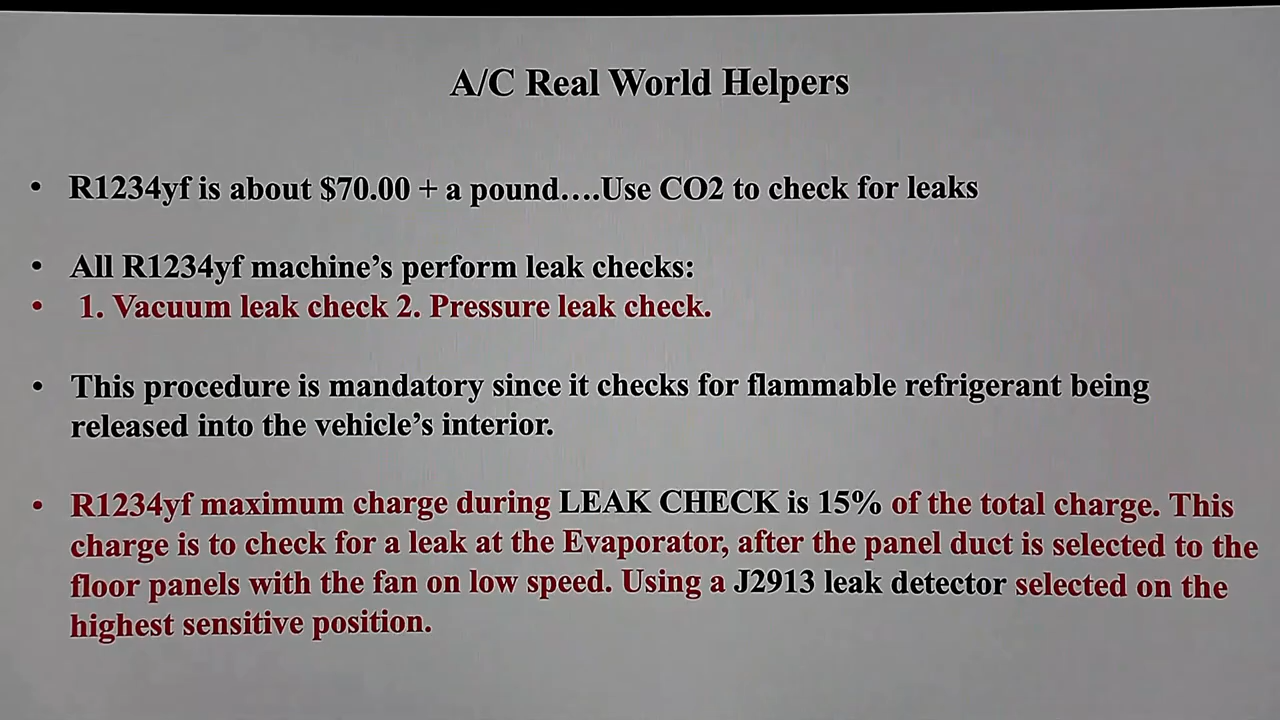 A/C Real World Helpers
• R1234yf is about $70.00 + a pound….Use CO2 to check for leaks
• All R1234yf machine’s perform leak checks:
• 1. Vacuum leak check 2. Pressure leak check.
• This procedure is mandatory since it checks for flammable refrigerant being
released into the vehicle’s interior.
• R1234yf maximum charge during LEAK CHECK is 15% of the total charge. This
charge is to check for a leak at the Evaporator, after the panel duct is selected to the
floor panels with the fan on low speed. Using a J2913 leak detector selected on the
highest sensitive position.